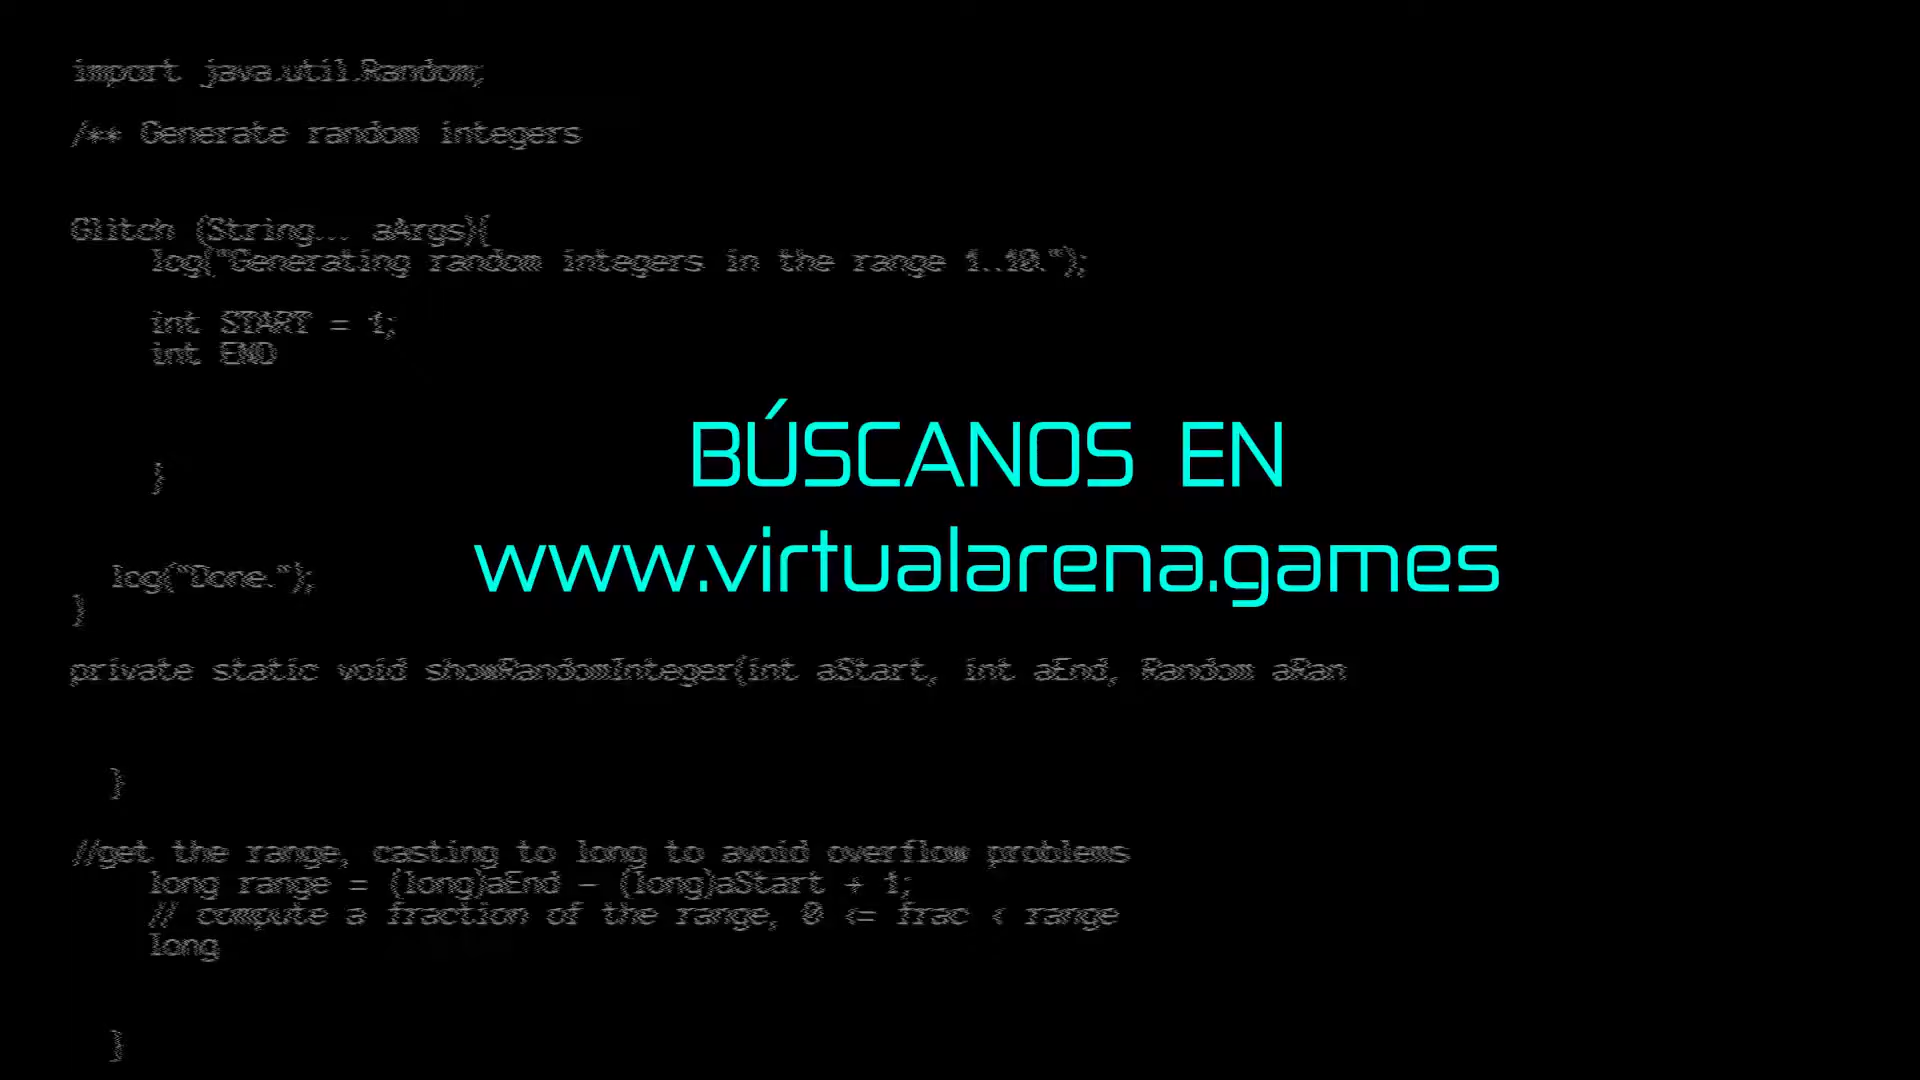 import java.util.Random;
/** Generate random integers
Glitch (String... aArgs){
log("Generating random integers in the range 1..10.");
int START = 1;
int END
BÚSCANOS EN
}
www.virtualarena.games
log("Done.");
}
private static void showRandomInteger(int aStart, int aEnd, Random aRan
}
//get the range, casting to long to avoid overflow problems
long range = (long)aEnd - (long)aStart + 1;
// compute a fraction of the range, 0 <= frac < range
long
}